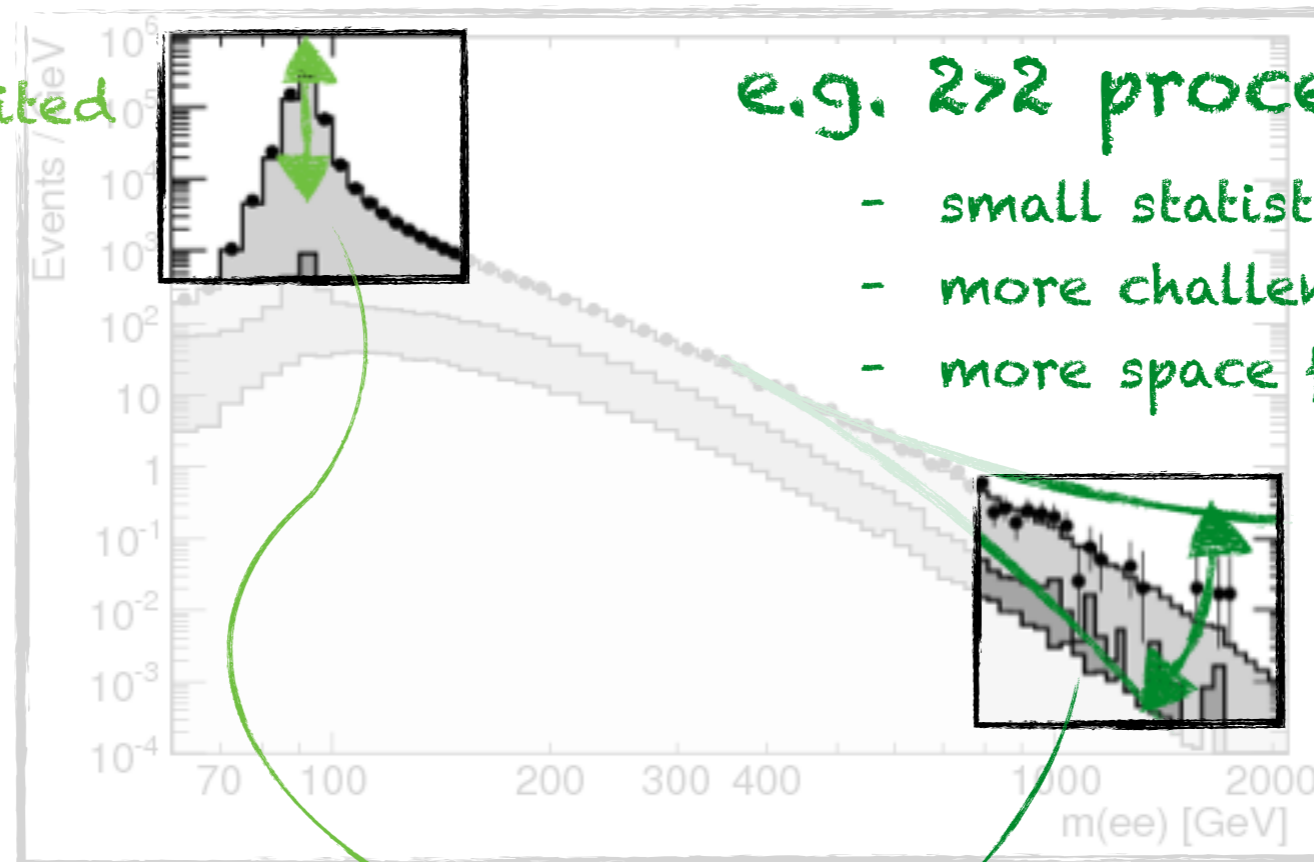 ited
e.g. 2>2 proce
- small statist
- more challen
- more space f
Events / GeV
10^6
10^5
10^4
10^3
10^2
10
1
10^-1
10^-2
10^-3
10^-4
70 100 200 300 400 1000 2000
m(ee) [GeV]